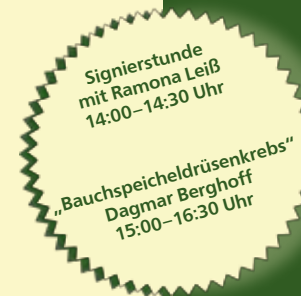 Signierstunde
mit Ramona Leiß
14:00–14:30 Uhr
„Bauchspeicheldrüsenkrebs“
Dagmar Berghoff
15:00–16:30 Uhr